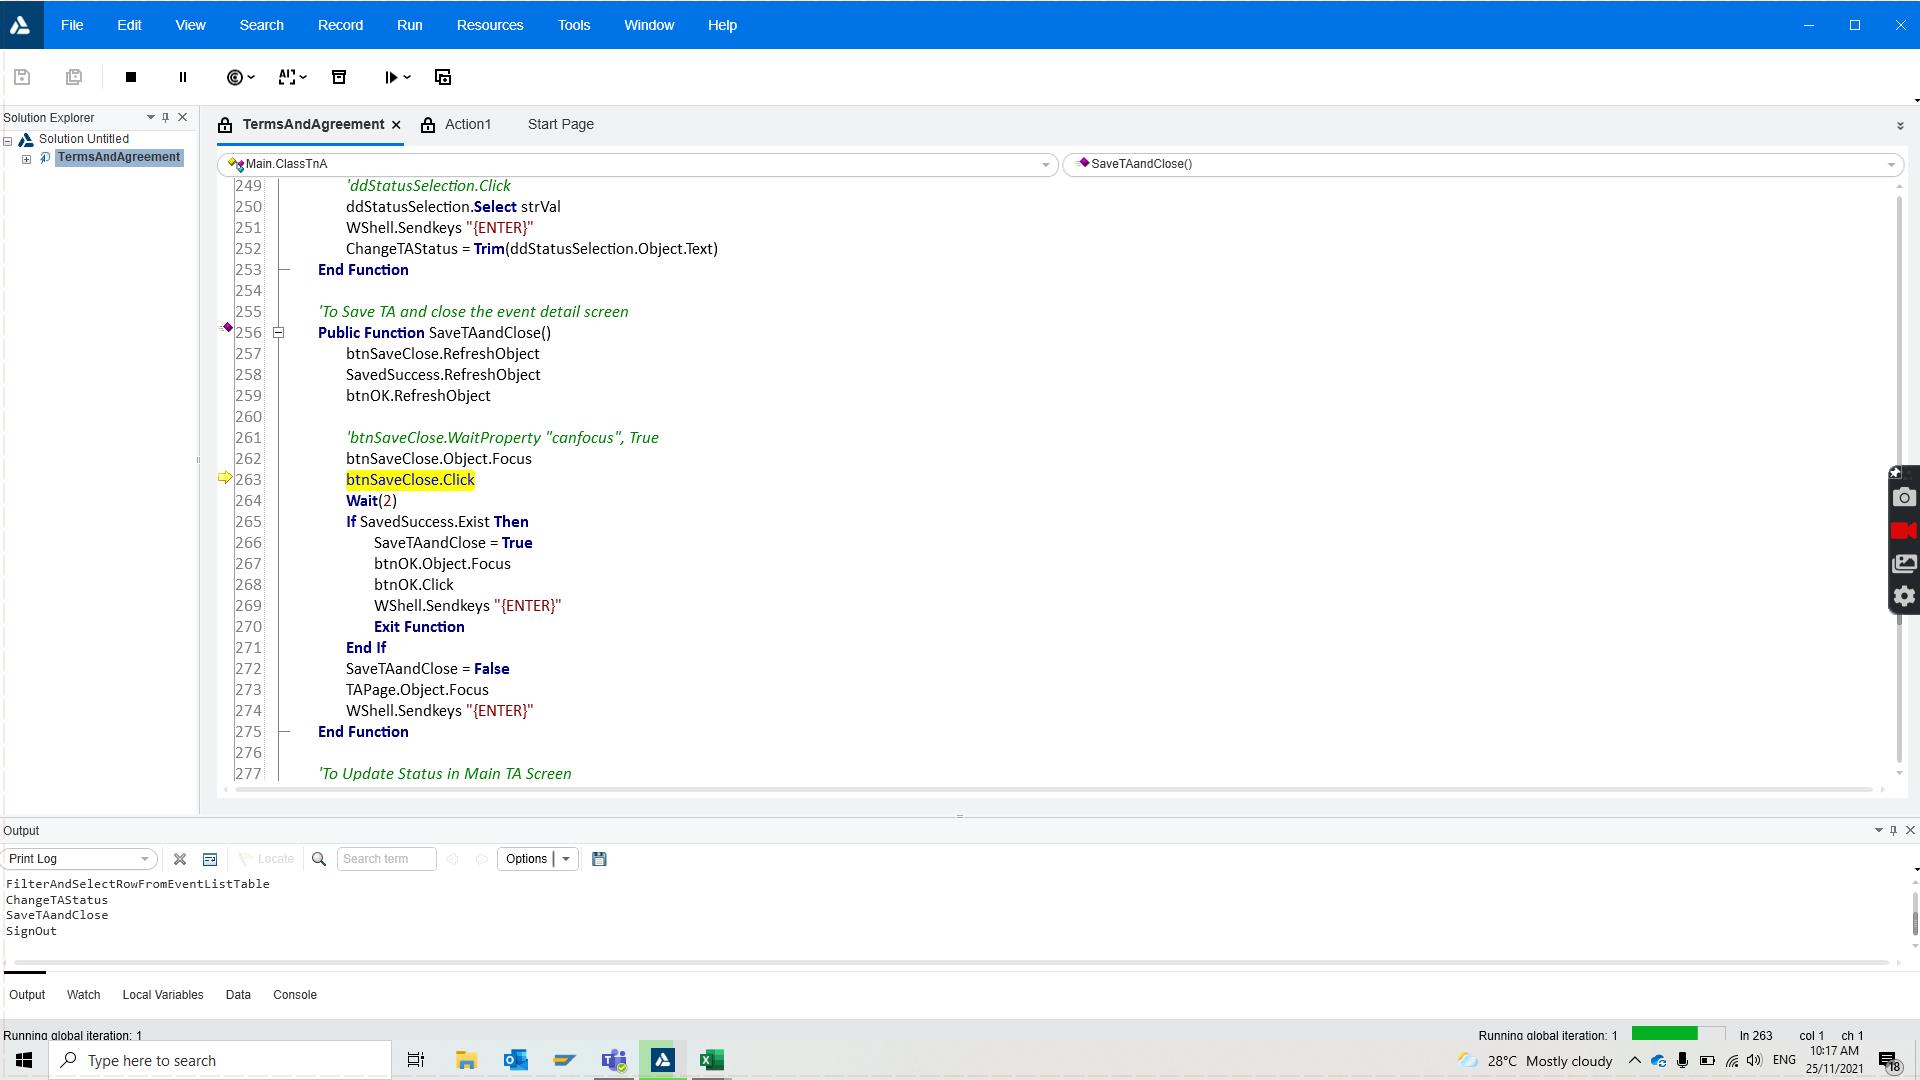 File Edit View Search Record Run Resources Tools Window Help
Solution Explorer
Solution Untitled
TermsAndAgreement
TermsAndAgreement Action1 Start Page
Main.ClassTnA SaveTAandClose()
249 'ddStatusSelection.Click
250 ddStatusSelection.Select strVal
251 WShell.Sendkeys "{ENTER}"
252 ChangeTAStatus = Trim(ddStatusSelection.Object.Text)
253 End Function
254
255 'To Save TA and close the event detail screen
256 Public Function SaveTAandClose()
257 btnSaveClose.RefreshObject
258 SavedSuccess.RefreshObject
259 btnOK.RefreshObject
260
261 'btnSaveClose.WaitProperty "canfocus", True
262 btnSaveClose.Object.Focus
263 btnSaveClose.Click
264 Wait(2)
265 If SavedSuccess.Exist Then
266 SaveTAandClose = True
267 btnOK.Object.Focus
268 btnOK.Click
269 WShell.Sendkeys "{ENTER}"
270 Exit Function
271 End If
272 SaveTAandClose = False
273 TAPage.Object.Focus
274 WShell.Sendkeys "{ENTER}"
275 End Function
276
277 'To Update Status in Main TA Screen
Output
Print Log Locate Search term Options
FilterAndSelectRowFromEventListTable
ChangeTAStatus
SaveTAandClose
SignOut
Output Watch Local Variables Data Console
Running global iteration: 1 Running global iteration: 1 ln 263 col 1 ch 1
Type here to search 28°C Mostly cloudy ENG 10:17 AM
25/11/2021 18